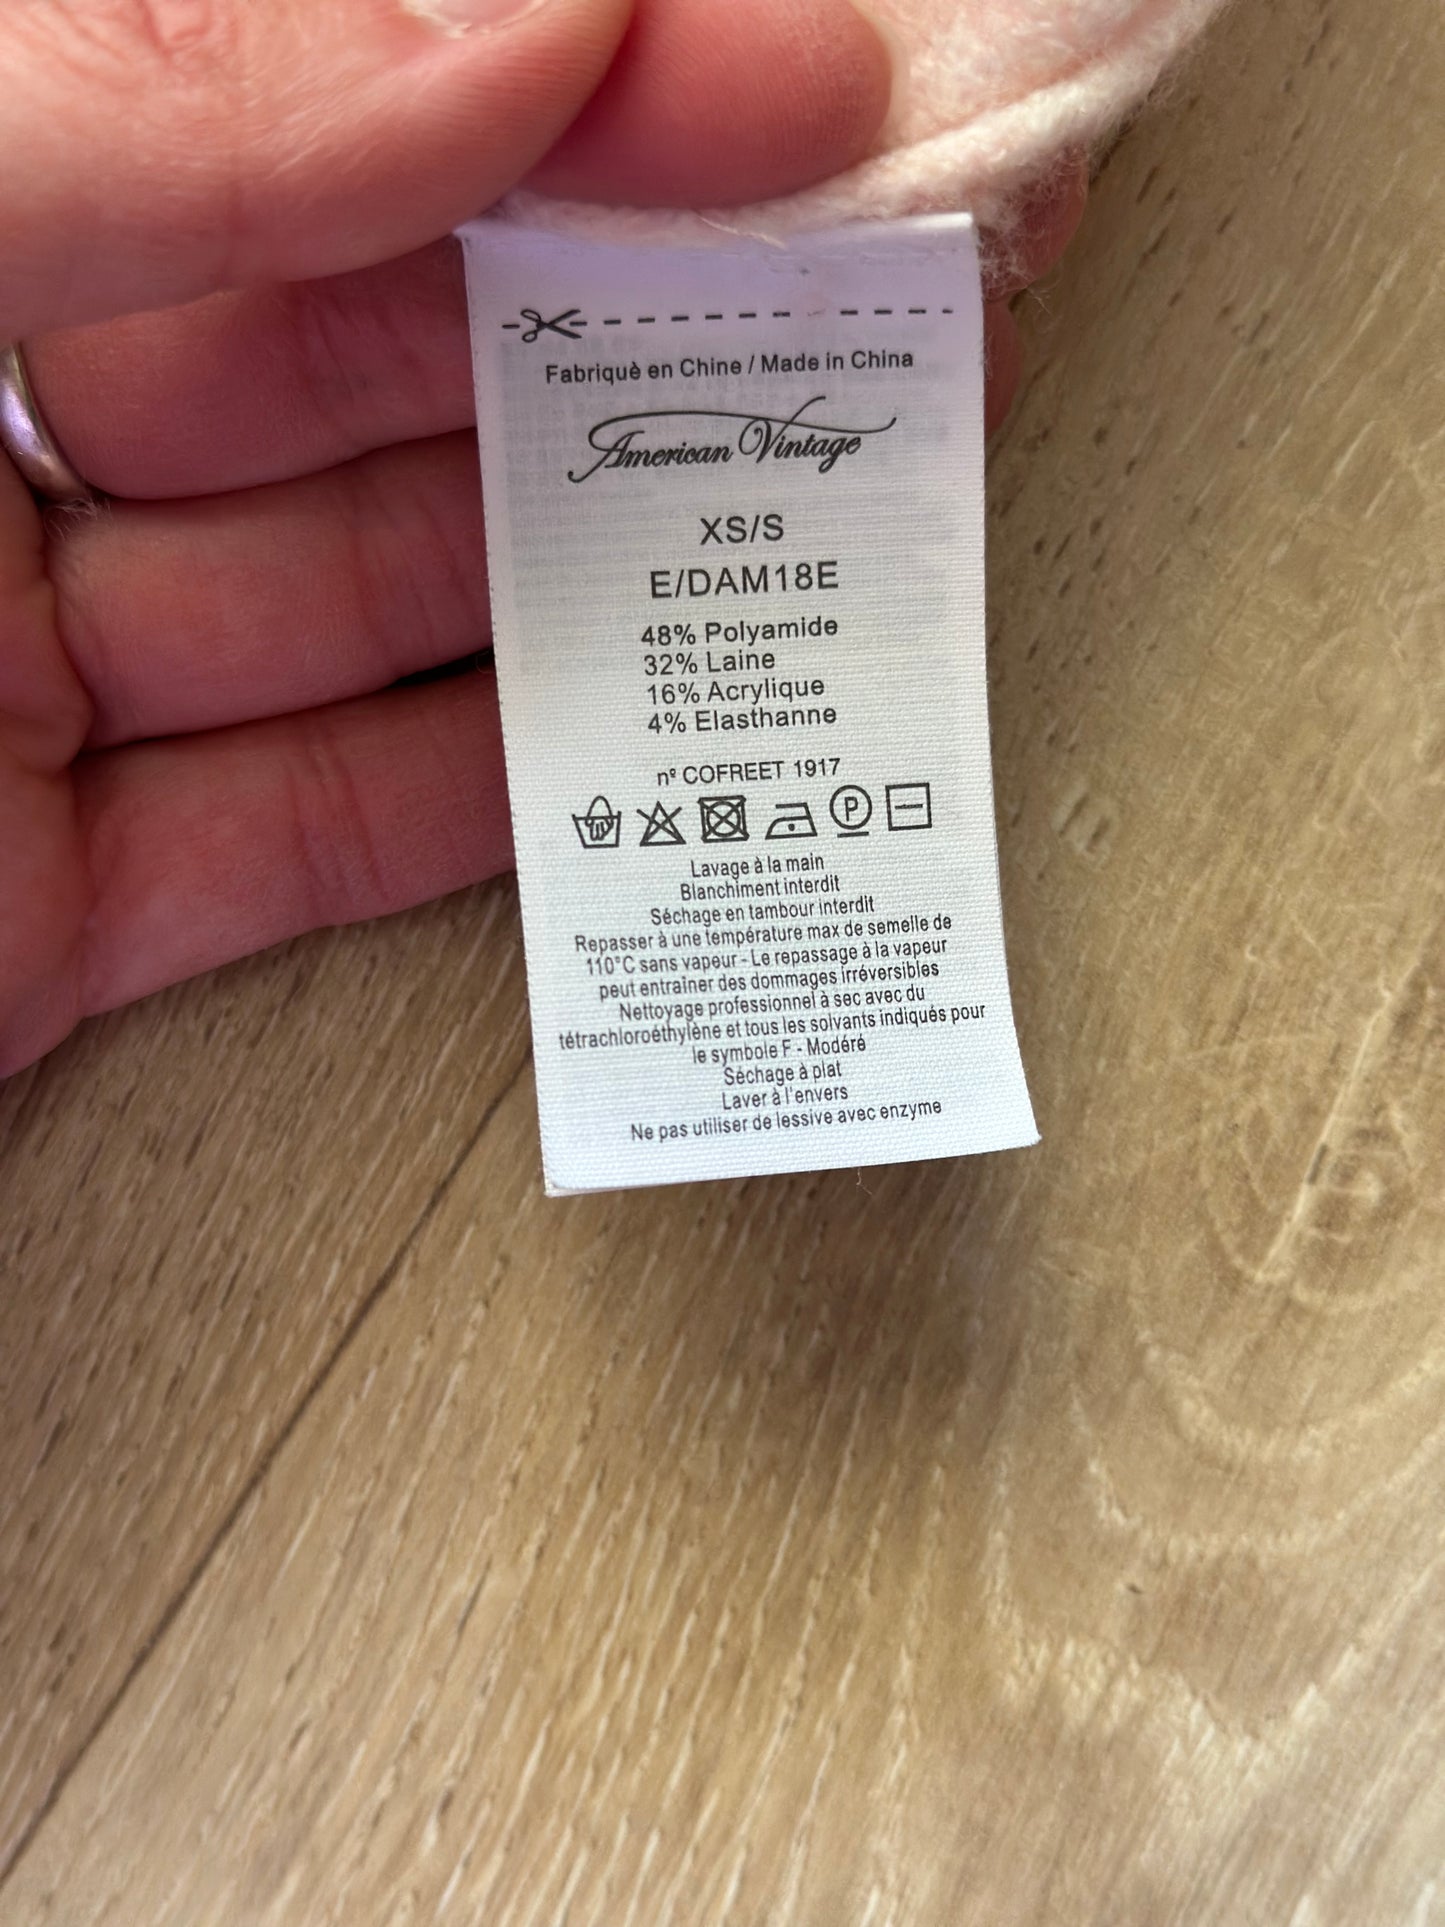 Fabriquè en Chine / Made in China
American Vintage
XS/S
E/DAM18E
48% Polyamide
32% Laine
16% Acrylique
4% Elasthanne
nº COFREET 1917
P
Lavage à la main
Blanchiment interdit
Séchage en tambour interdit
Repasser à une température max de semelle de
110°C sans vapeur - Le repassage à la vapeur
peut entraîner des dommages irréversibles
Nettoyage professionnel à sec avec du
tétrachloroéthylène et tous les solvants indiqués pour
le symbole F - Modéré
Séchage à plat
Laver à l'envers
Ne pas utiliser de lessive avec enzyme